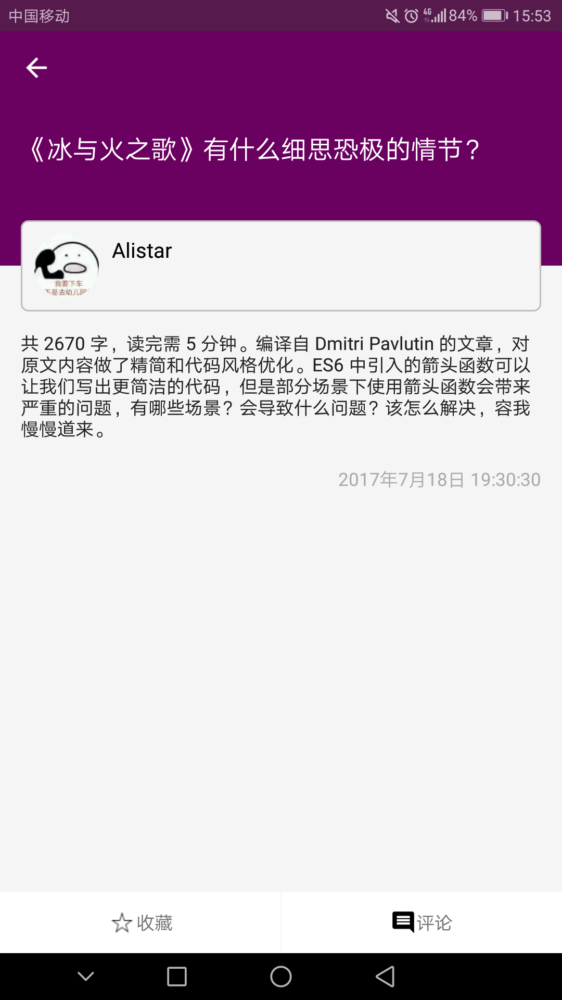 中国移动 4G 84% 15:53
《冰与火之歌》有什么细思恐极的情节？
Alistar
我要下车
不是去幼儿园
共 2670 字，读完需 5 分钟。编译自 Dmitri Pavlutin 的文章，对
原文内容做了精简和代码风格优化。ES6 中引入的箭头函数可以
让我们写出更简洁的代码，但是部分场景下使用箭头函数会带来
严重的问题，有哪些场景？会导致什么问题？该怎么解决，容我
慢慢道来。
2017年7月18日 19:30:30
收藏
评论